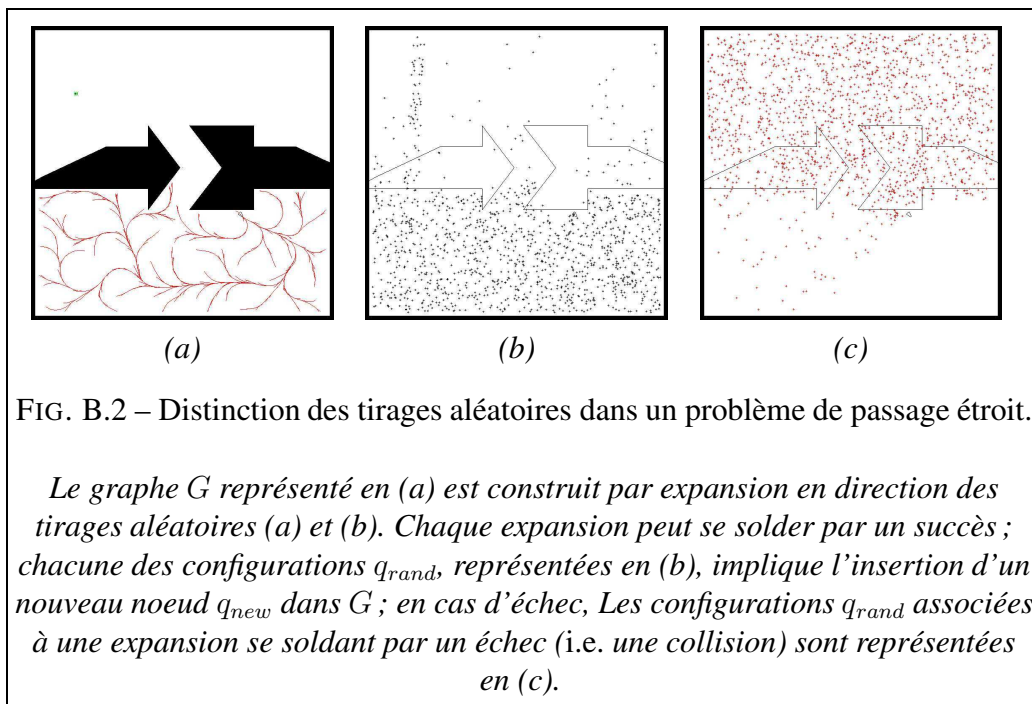 (a) (b) (c)
FIG. B.2 – Distinction des tirages aléatoires dans un problème de passage étroit.
Le graphe G représenté en (a) est construit par expansion en direction des
tirages aléatoires (a) et (b). Chaque expansion peut se solder par un succès ;
chacune des configurations q_rand, représentées en (b), implique l'insertion d'un
nouveau noeud q_new dans G ; en cas d'échec, Les configurations q_rand associées
à une expansion se soldant par un échec (i.e. une collision) sont représentées
en (c).